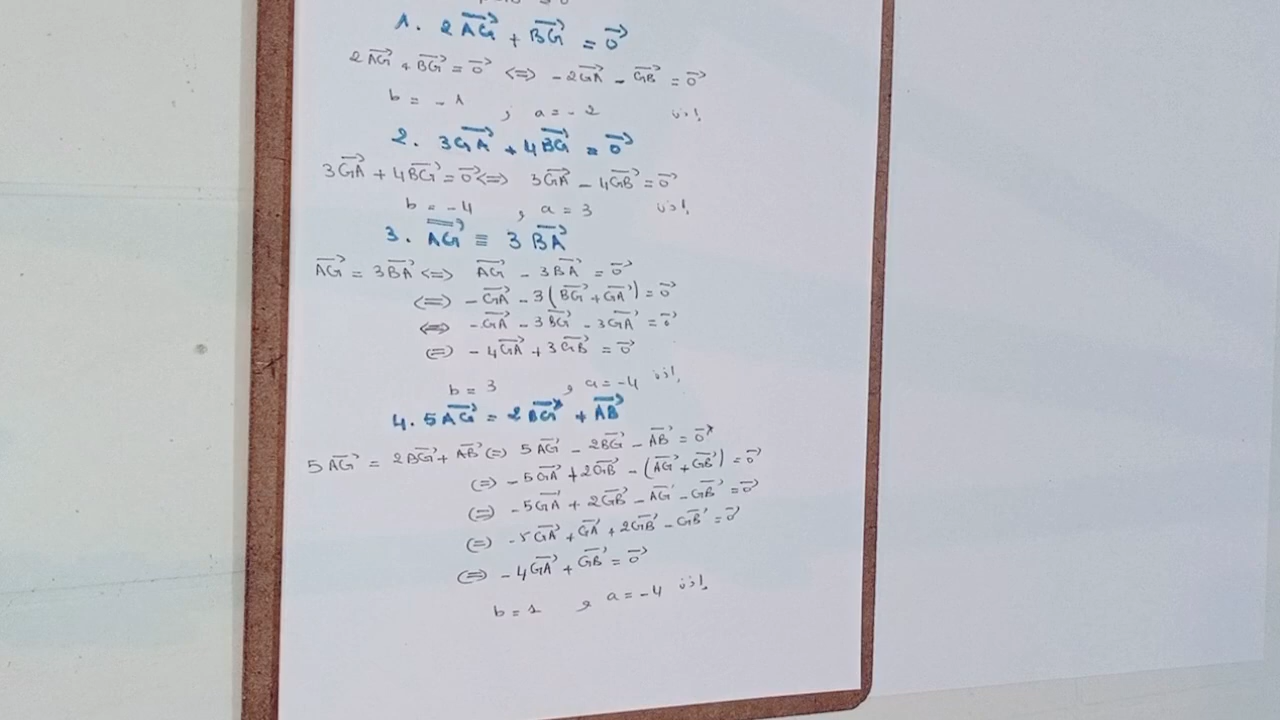 1. 2AG⃗ + BG⃗ = 0⃗
2AG⃗ + BG⃗ = 0⃗ <=> -2GA⃗ - GB⃗ = 0⃗
إذن a = -2 و b = -1
2. 3GA⃗ + 4BG⃗ = 0⃗
3GA⃗ + 4BG⃗ = 0⃗ <=> 3GA⃗ - 4GB⃗ = 0⃗
إذن a = 3 و b = -4
3. AG⃗ = 3BA⃗
AG⃗ = 3BA⃗ <=> AG⃗ - 3BA⃗ = 0⃗
<=> -GA⃗ - 3(BG⃗ + GA⃗) = 0⃗
<=> -GA⃗ - 3BG⃗ - 3GA⃗ = 0⃗
<=> -4GA⃗ + 3GB⃗ = 0⃗
إذن a = -4 و b = 3
4. 5AG⃗ = 2BG⃗ + AB⃗
5AG⃗ = 2BG⃗ + AB⃗ <=> 5AG⃗ - 2BG⃗ - AB⃗ = 0⃗
<=> -5GA⃗ + 2GB⃗ - (AG⃗ + GB⃗) = 0⃗
<=> -5GA⃗ + 2GB⃗ - AG⃗ - GB⃗ = 0⃗
<=> -5GA⃗ + GA⃗ + 2GB⃗ - GB⃗ = 0⃗
<=> -4GA⃗ + GB⃗ = 0⃗
إذن a = -4 و b = 1